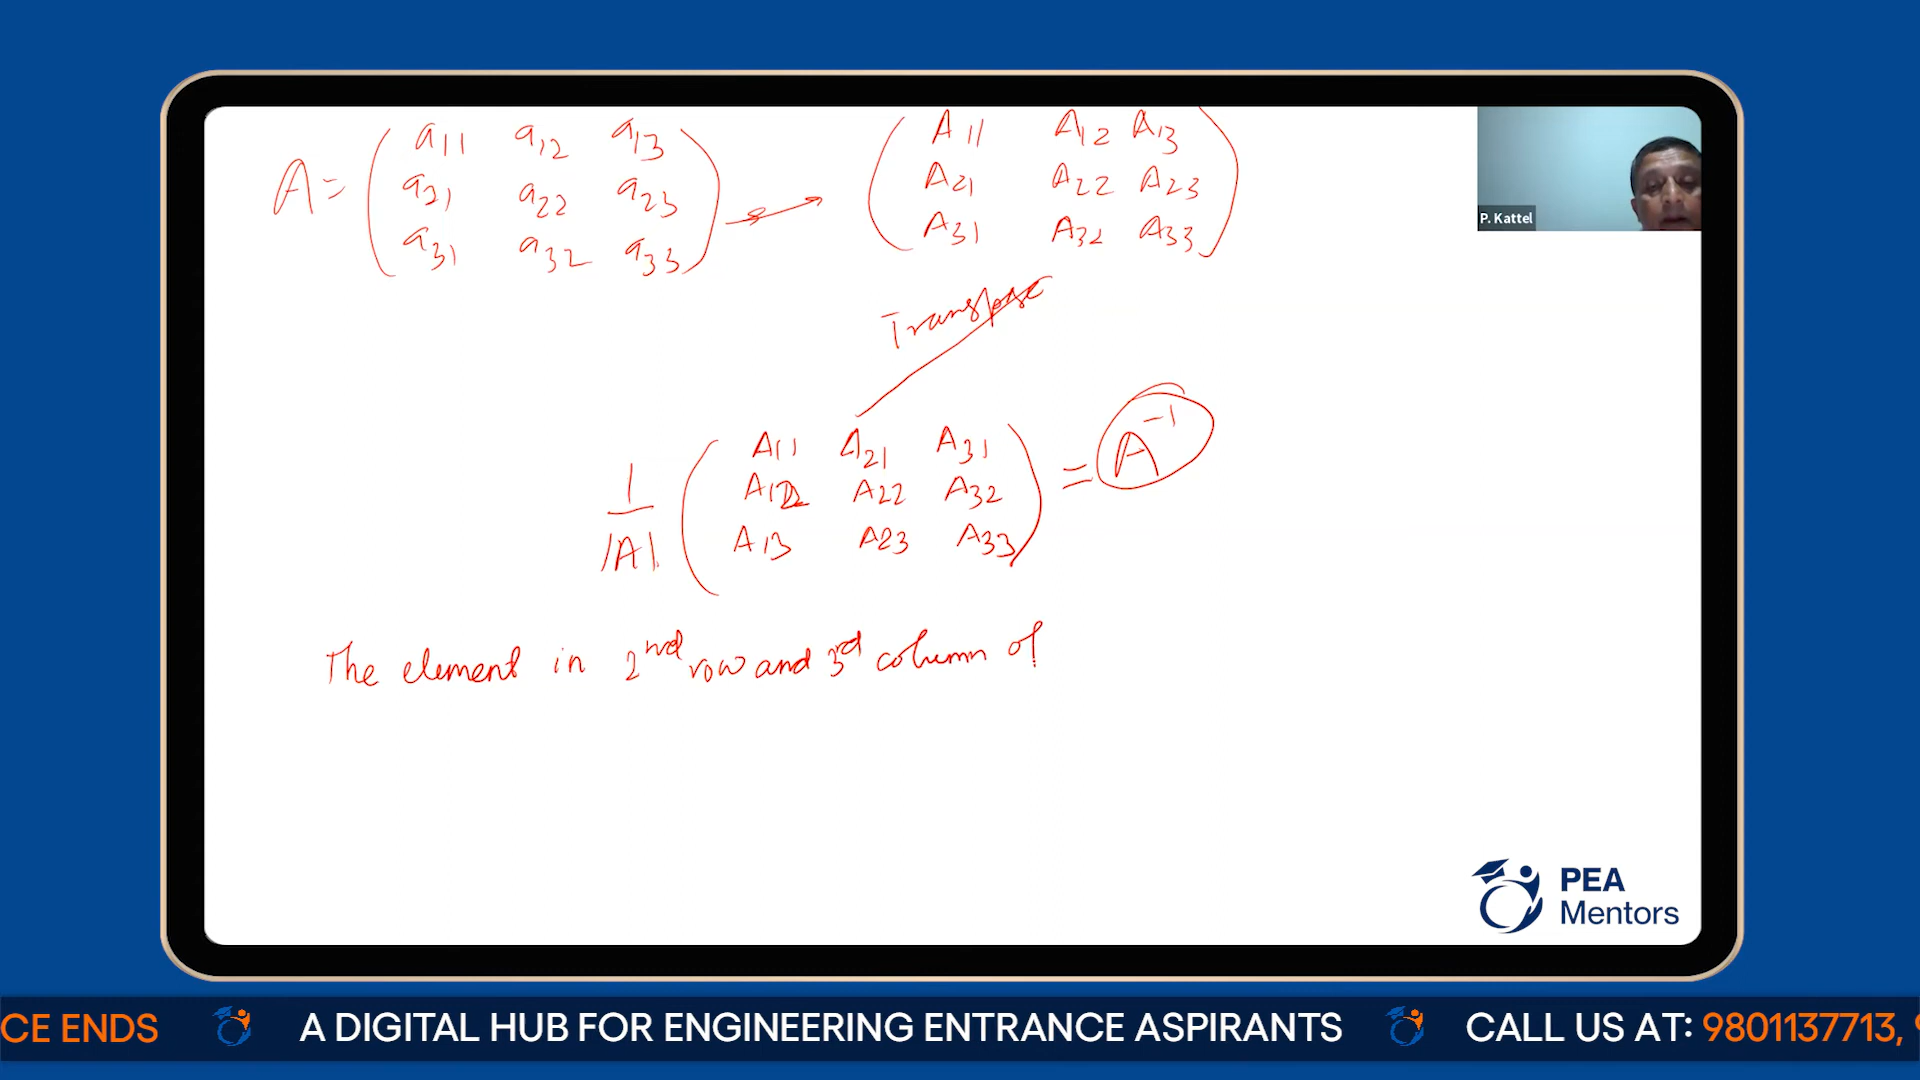 A = ( a11 a12 a13
a21 a22 a23
a31 a32 a33 )
( A11 A12 A13
A21 A22 A23
A31 A32 A33 )
P. Kattel
Transpose
1/|A| ( A11 A21 A31
A12 A22 A32
A13 A23 A33 ) = A⁻¹
The element in 2nd row and 3rd column of
PEA
Mentors
CE ENDS A DIGITAL HUB FOR ENGINEERING ENTRANCE ASPIRANTS CALL US AT: 9801137713,